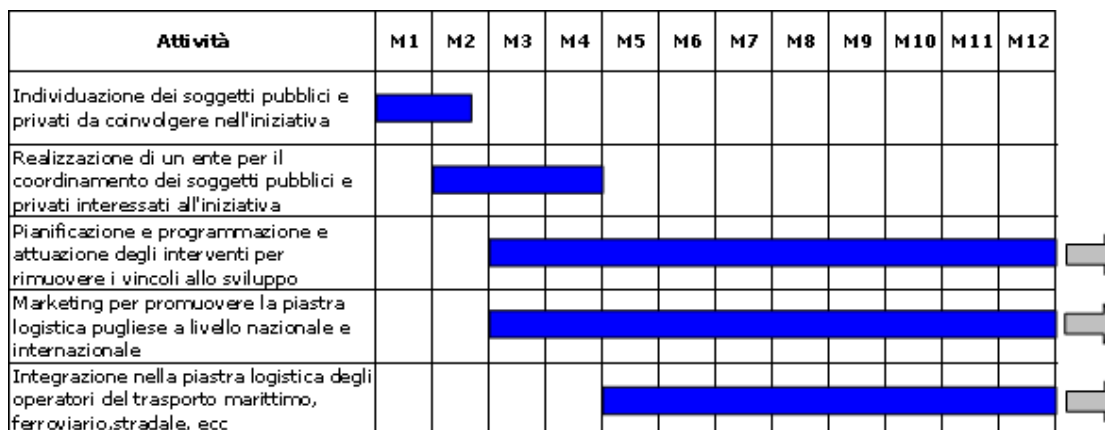 Attività M1 M2 M3 M4 M5 M6 M7 M8 M9 M10 M11 M12
Individuazione dei soggetti pubblici e
privati da coinvolgere nell'iniziativa
Realizzazione di un ente per il
coordinamento dei soggetti pubblici e
privati interessati all'iniziativa
Pianificazione e programmazione e
attuazione degli interventi per
rimuovere i vincoli allo sviluppo
Marketing per promuovere la piastra
logistica pugliese a livello nazionale e
internazionale
Integrazione nella piastra logistica degli
operatori del trasporto marittimo,
ferroviario,stradale, ecc